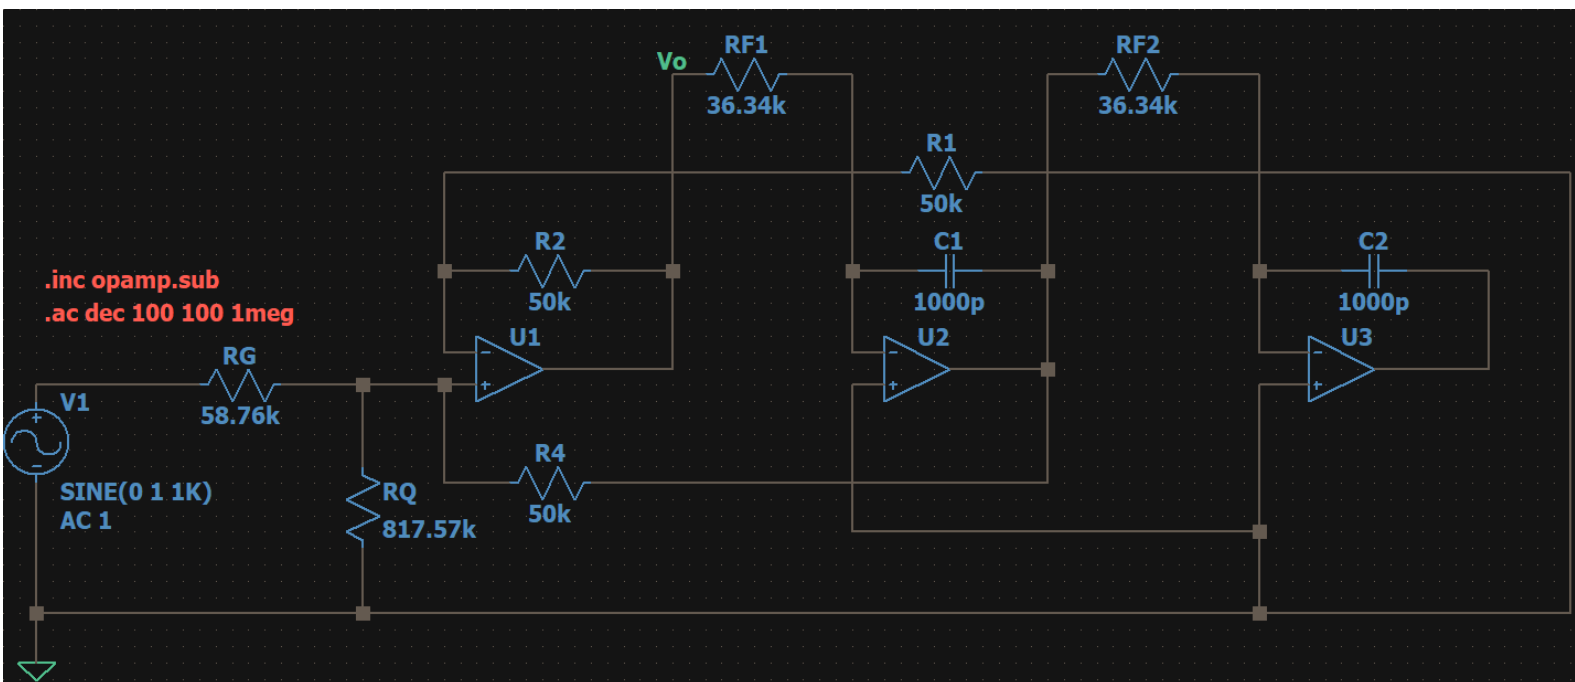 RF1
Vo
36.34k
RF2
36.34k
R1
50k
R2
50k
C1
1000p
C2
1000p
.inc opamp.sub
.ac dec 100 100 1meg
U1
U2
U3
RG
58.76k
V1
R4
50k
SINE(0 1 1K)
AC 1
RQ
817.57k